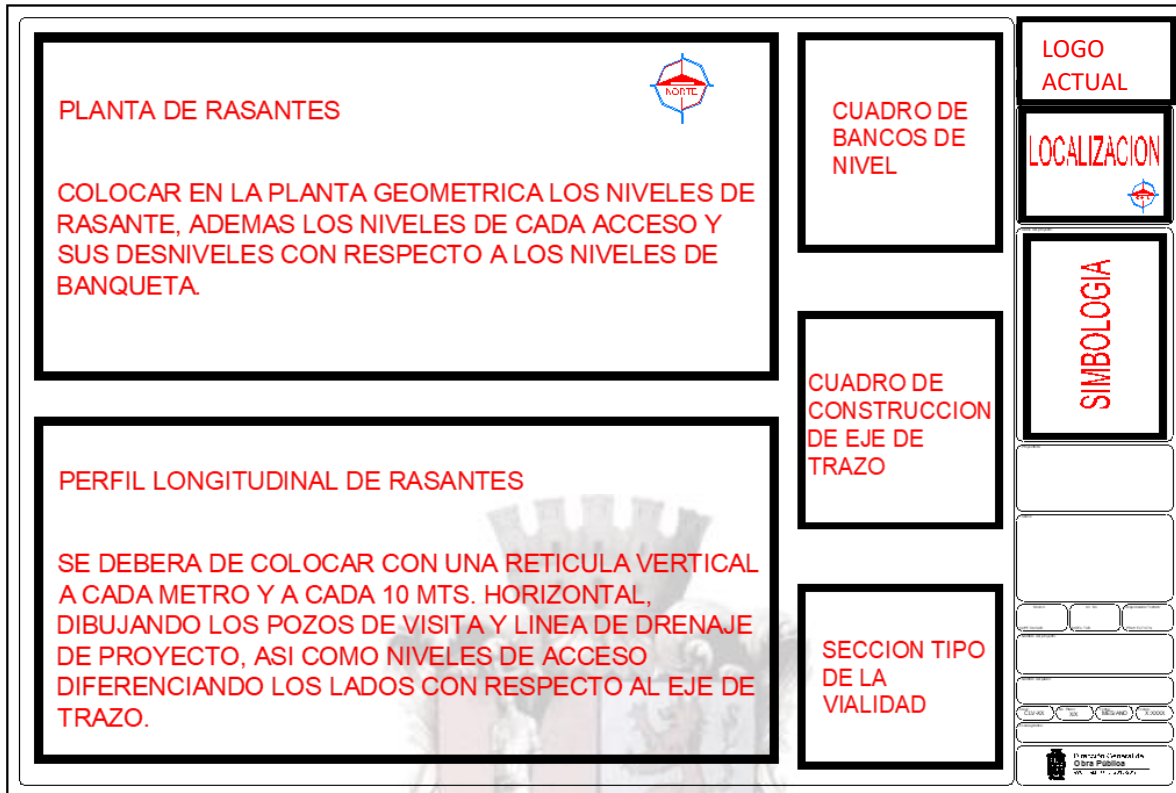 PLANTA DE RASANTES
NORTE
COLOCAR EN LA PLANTA GEOMETRICA LOS NIVELES DE
RASANTE, ADEMAS LOS NIVELES DE CADA ACCESO Y
SUS DESNIVELES CON RESPECTO A LOS NIVELES DE
BANQUETA.
PERFIL LONGITUDINAL DE RASANTES
SE DEBERA DE COLOCAR CON UNA RETICULA VERTICAL
A CADA METRO Y A CADA 10 MTS. HORIZONTAL,
DIBUJANDO LOS POZOS DE VISITA Y LINEA DE DRENAJE
DE PROYECTO, ASI COMO NIVELES DE ACCESO
DIFERENCIANDO LOS LADOS CON RESPECTO AL EJE DE
TRAZO.
CUADRO DE
BANCOS DE
NIVEL
CUADRO DE
CONSTRUCCION
DE EJE DE
TRAZO
SECCION TIPO
DE LA
VIALIDAD
LOGO
ACTUAL
LOCALIZACION
SIMBOLOGIA
Dirección General de
Obra Pública